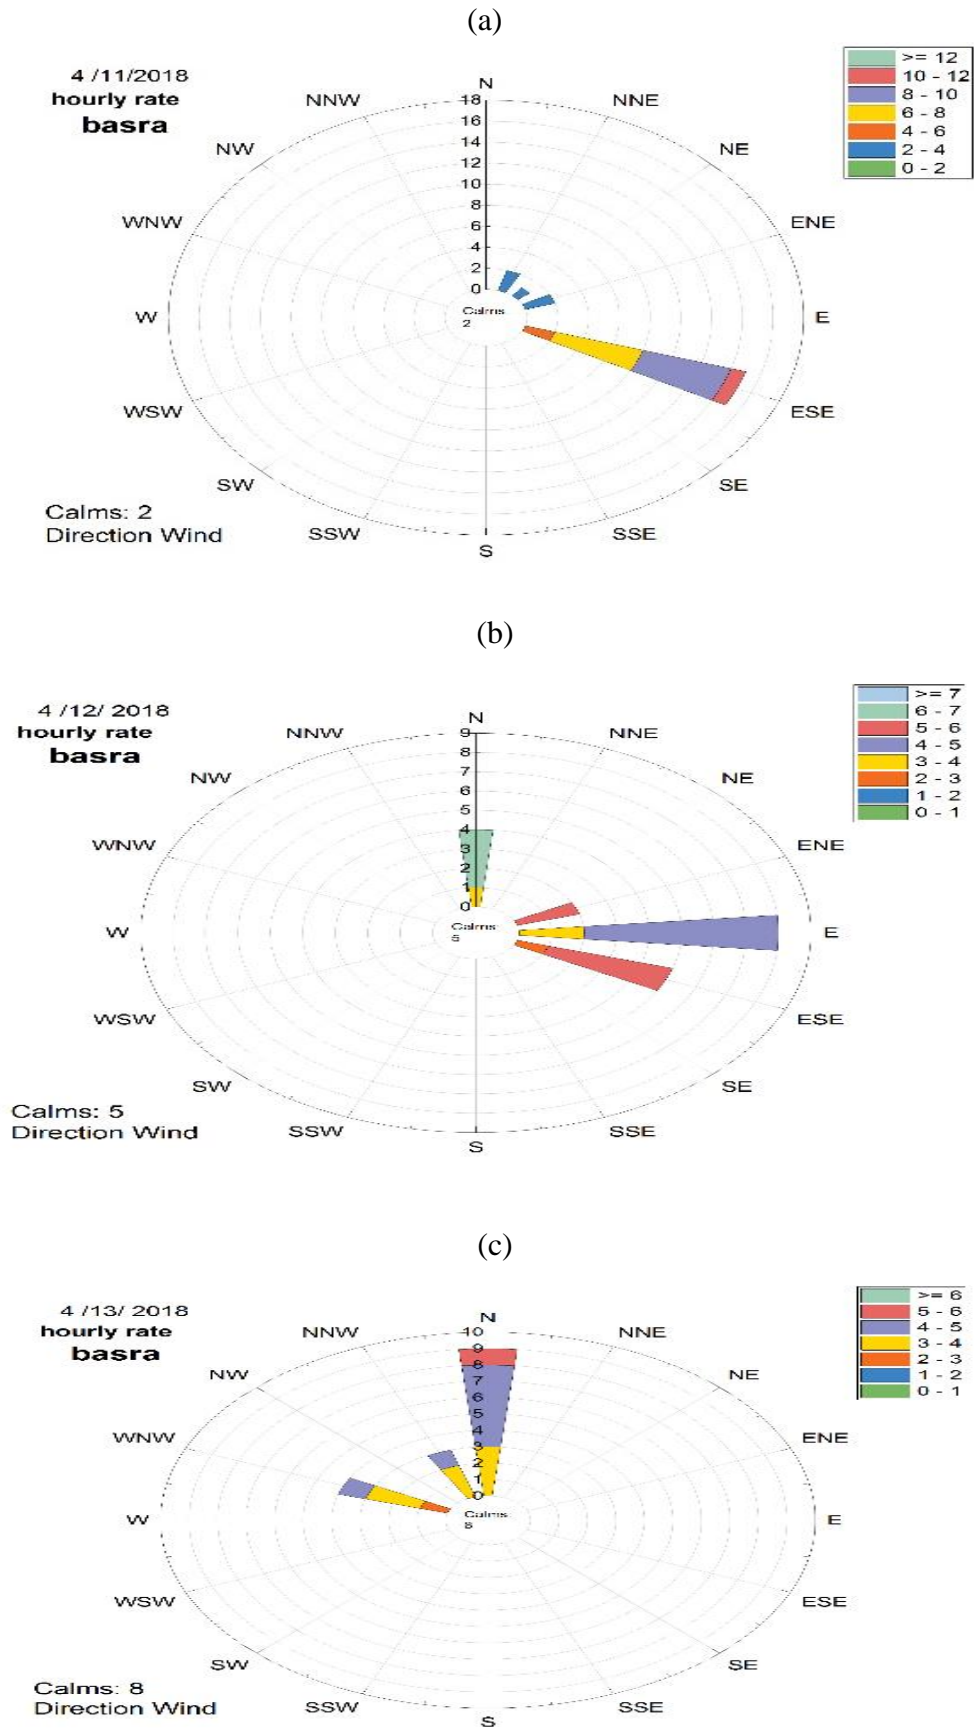 (a)
4 /11/2018
hourly rate
basra
>= 12
10 - 12
8 - 10
6 - 8
4 - 6
2 - 4
0 - 2
N
NNW
NNE
NW
NE
WNW
ENE
W
E
WSW
ESE
SW
SE
SSW
SSE
S
18
16
14
12
10
8
6
4
2
0
Calms
2
Calms: 2
Direction Wind
(b)
4 /12/ 2018
hourly rate
basra
>= 7
6 - 7
5 - 6
4 - 5
3 - 4
2 - 3
1 - 2
0 - 1
N
NNW
NNE
NW
NE
WNW
ENE
W
E
WSW
ESE
SW
SE
SSW
SSE
S
9
8
7
6
5
4
3
2
1
0
Calms
5
Calms: 5
Direction Wind
(c)
4 /13/ 2018
hourly rate
basra
>= 6
5 - 6
4 - 5
3 - 4
2 - 3
1 - 2
0 - 1
N
NNW
NNE
NW
NE
WNW
ENE
W
E
WSW
ESE
SW
SE
SSW
SSE
S
10
9
8
7
6
5
4
3
2
1
0
Calms
8
Calms: 8
Direction Wind